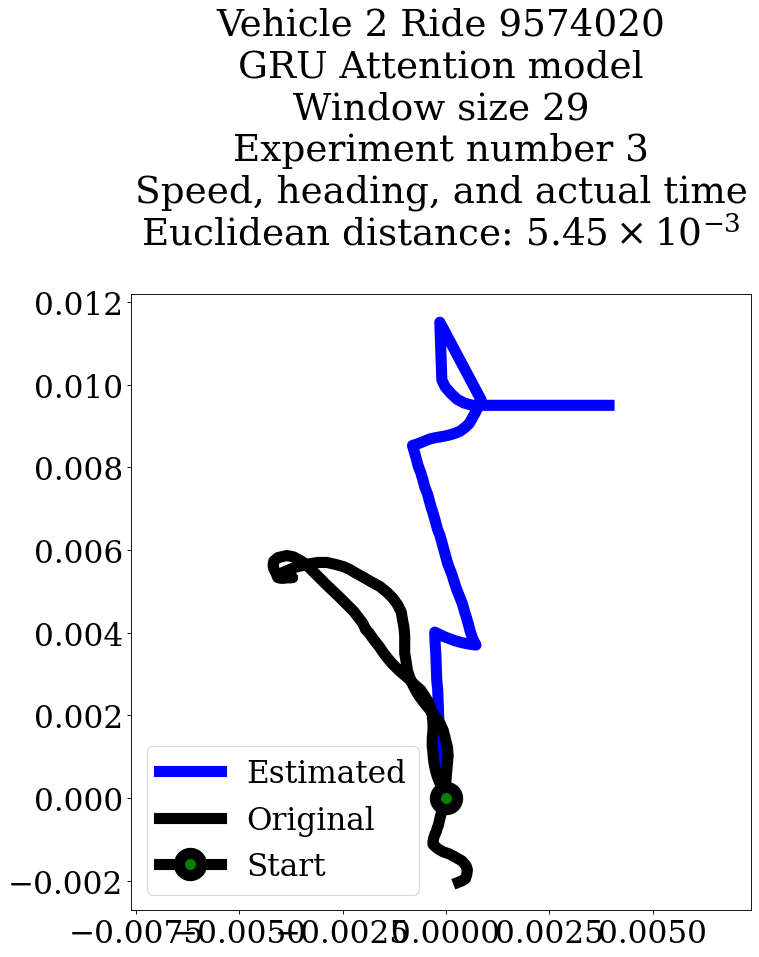 Vehicle 2 Ride 9574020
GRU Attention model
Window size 29
Experiment number 3
Speed, heading, and actual time
Euclidean distance: 5.45 × 10⁻³
0.012
0.010
0.008
0.006
0.004
0.002
0.000
−0.002
Estimated
Original
Start
−0.0075 −0.0050 −0.0025 0.0000 0.0025 0.0050